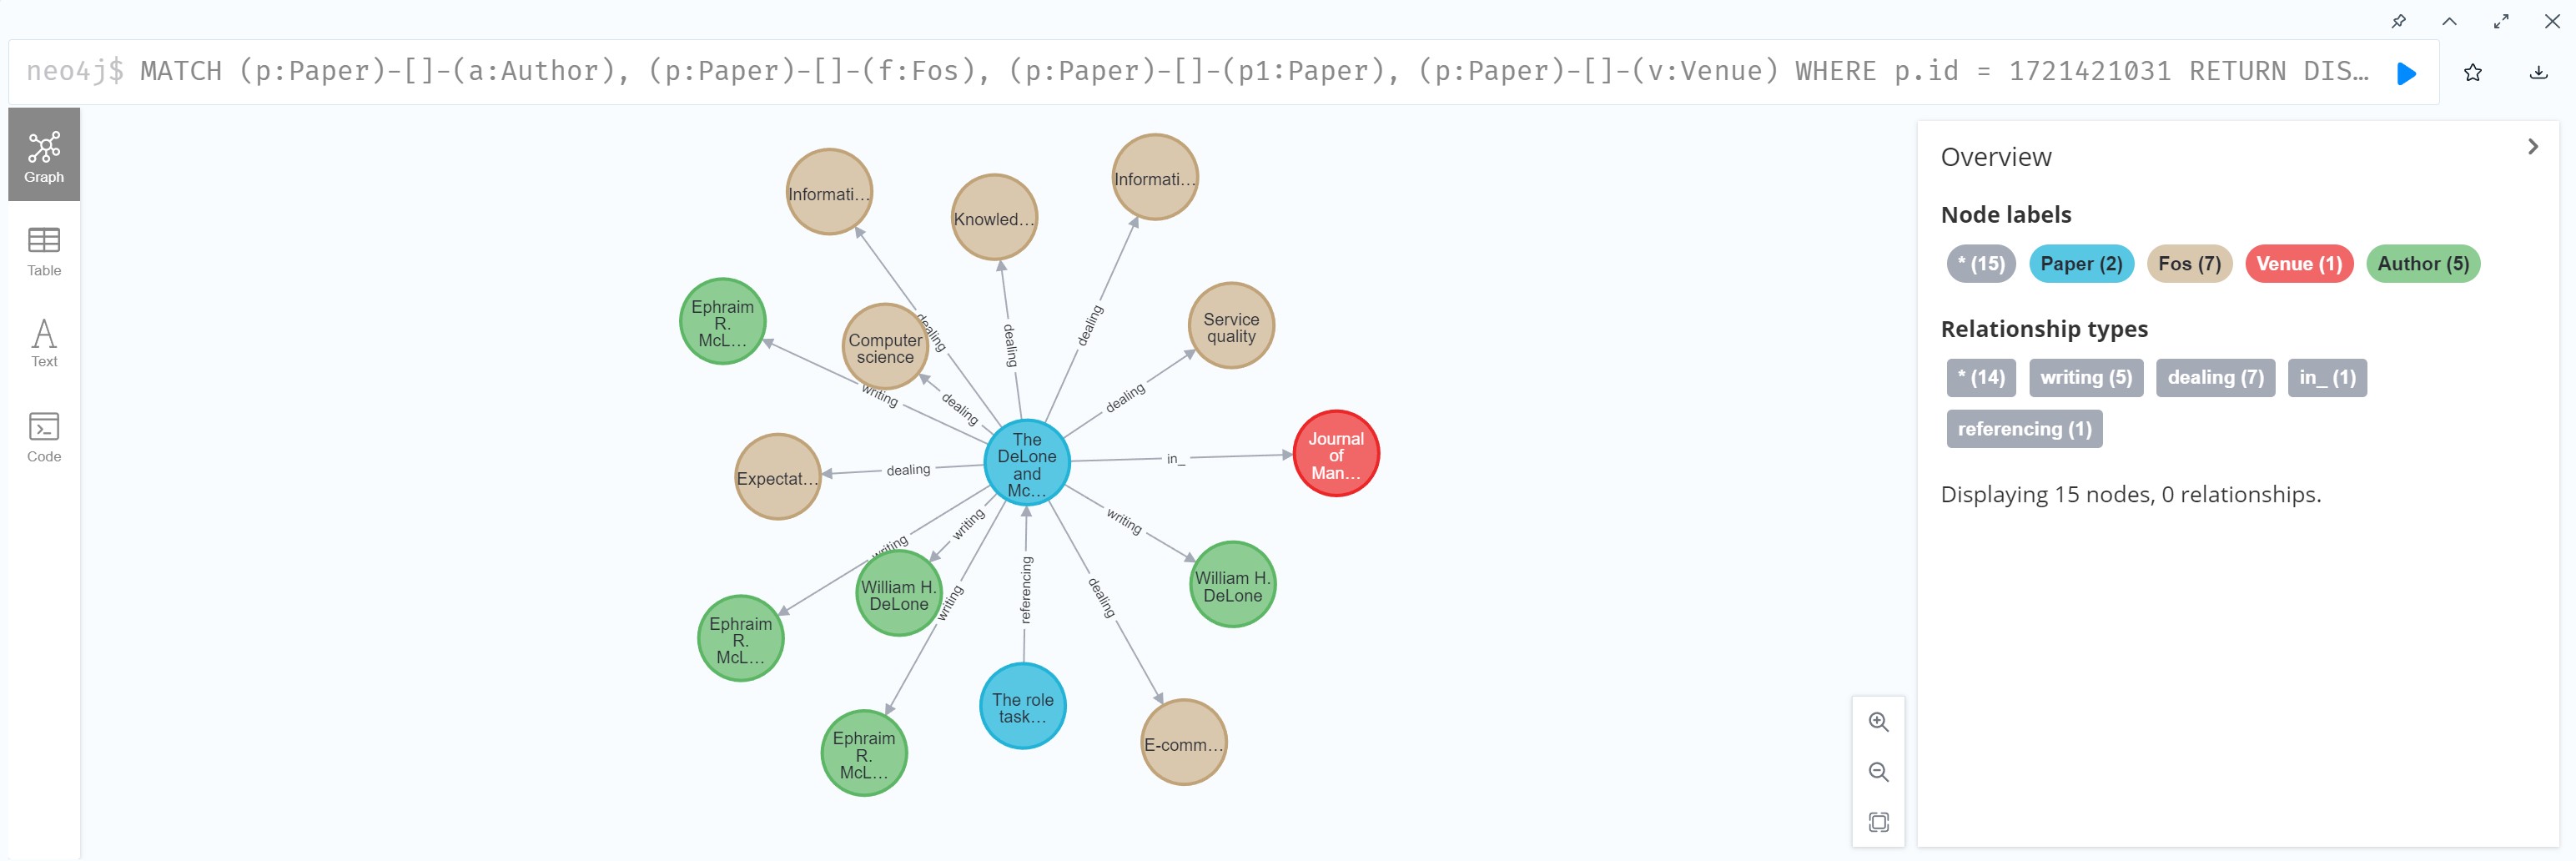 neo4j$ MATCH (p:Paper)-[]-(a:Author), (p:Paper)-[]-(f:Fos), (p:Paper)-[]-(p1:Paper), (p:Paper)-[]-(v:Venue) WHERE p.id = 1721421031 RETURN DIS…
Graph
Table
Text
Code
Informati…
Knowled…
Informati…
Ephraim
R.
McL…
Computer
science
Service
quality
dealing
dealing
dealing
writing
dealing
dealing
Expectat…
dealing
The
DeLone
and
Mc…
in_
Journal
of
Man…
writing
writing
writing
writing
referencing
dealing
William H.
DeLone
William H.
DeLone
Ephraim
R.
McL…
The role
task…
Ephraim
R.
McL…
E-comm…
Overview
Node labels
* (15) Paper (2) Fos (7) Venue (1) Author (5)
Relationship types
* (14) writing (5) dealing (7) in_ (1)
referencing (1)
Displaying 15 nodes, 0 relationships.